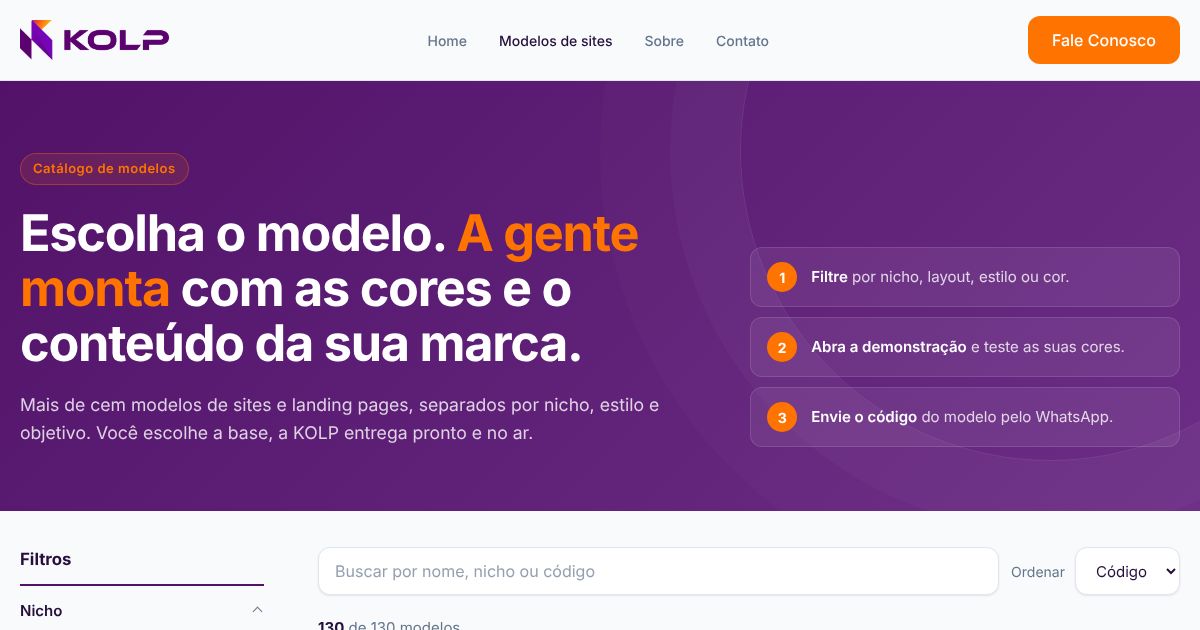 KOLP
Home
Modelos de sites
Sobre
Contato
Fale Conosco
Catálogo de modelos
Escolha o modelo. A gente
monta com as cores e o
conteúdo da sua marca.
Mais de cem modelos de sites e landing pages, separados por nicho, estilo e
objetivo. Você escolhe a base, a KOLP entrega pronto e no ar.
1 Filtre por nicho, layout, estilo ou cor.
2 Abra a demonstração e teste as suas cores.
3 Envie o código do modelo pelo WhatsApp.
Filtros
Nicho
Buscar por nome, nicho ou código
Ordenar
Código
130 de 130 modelos